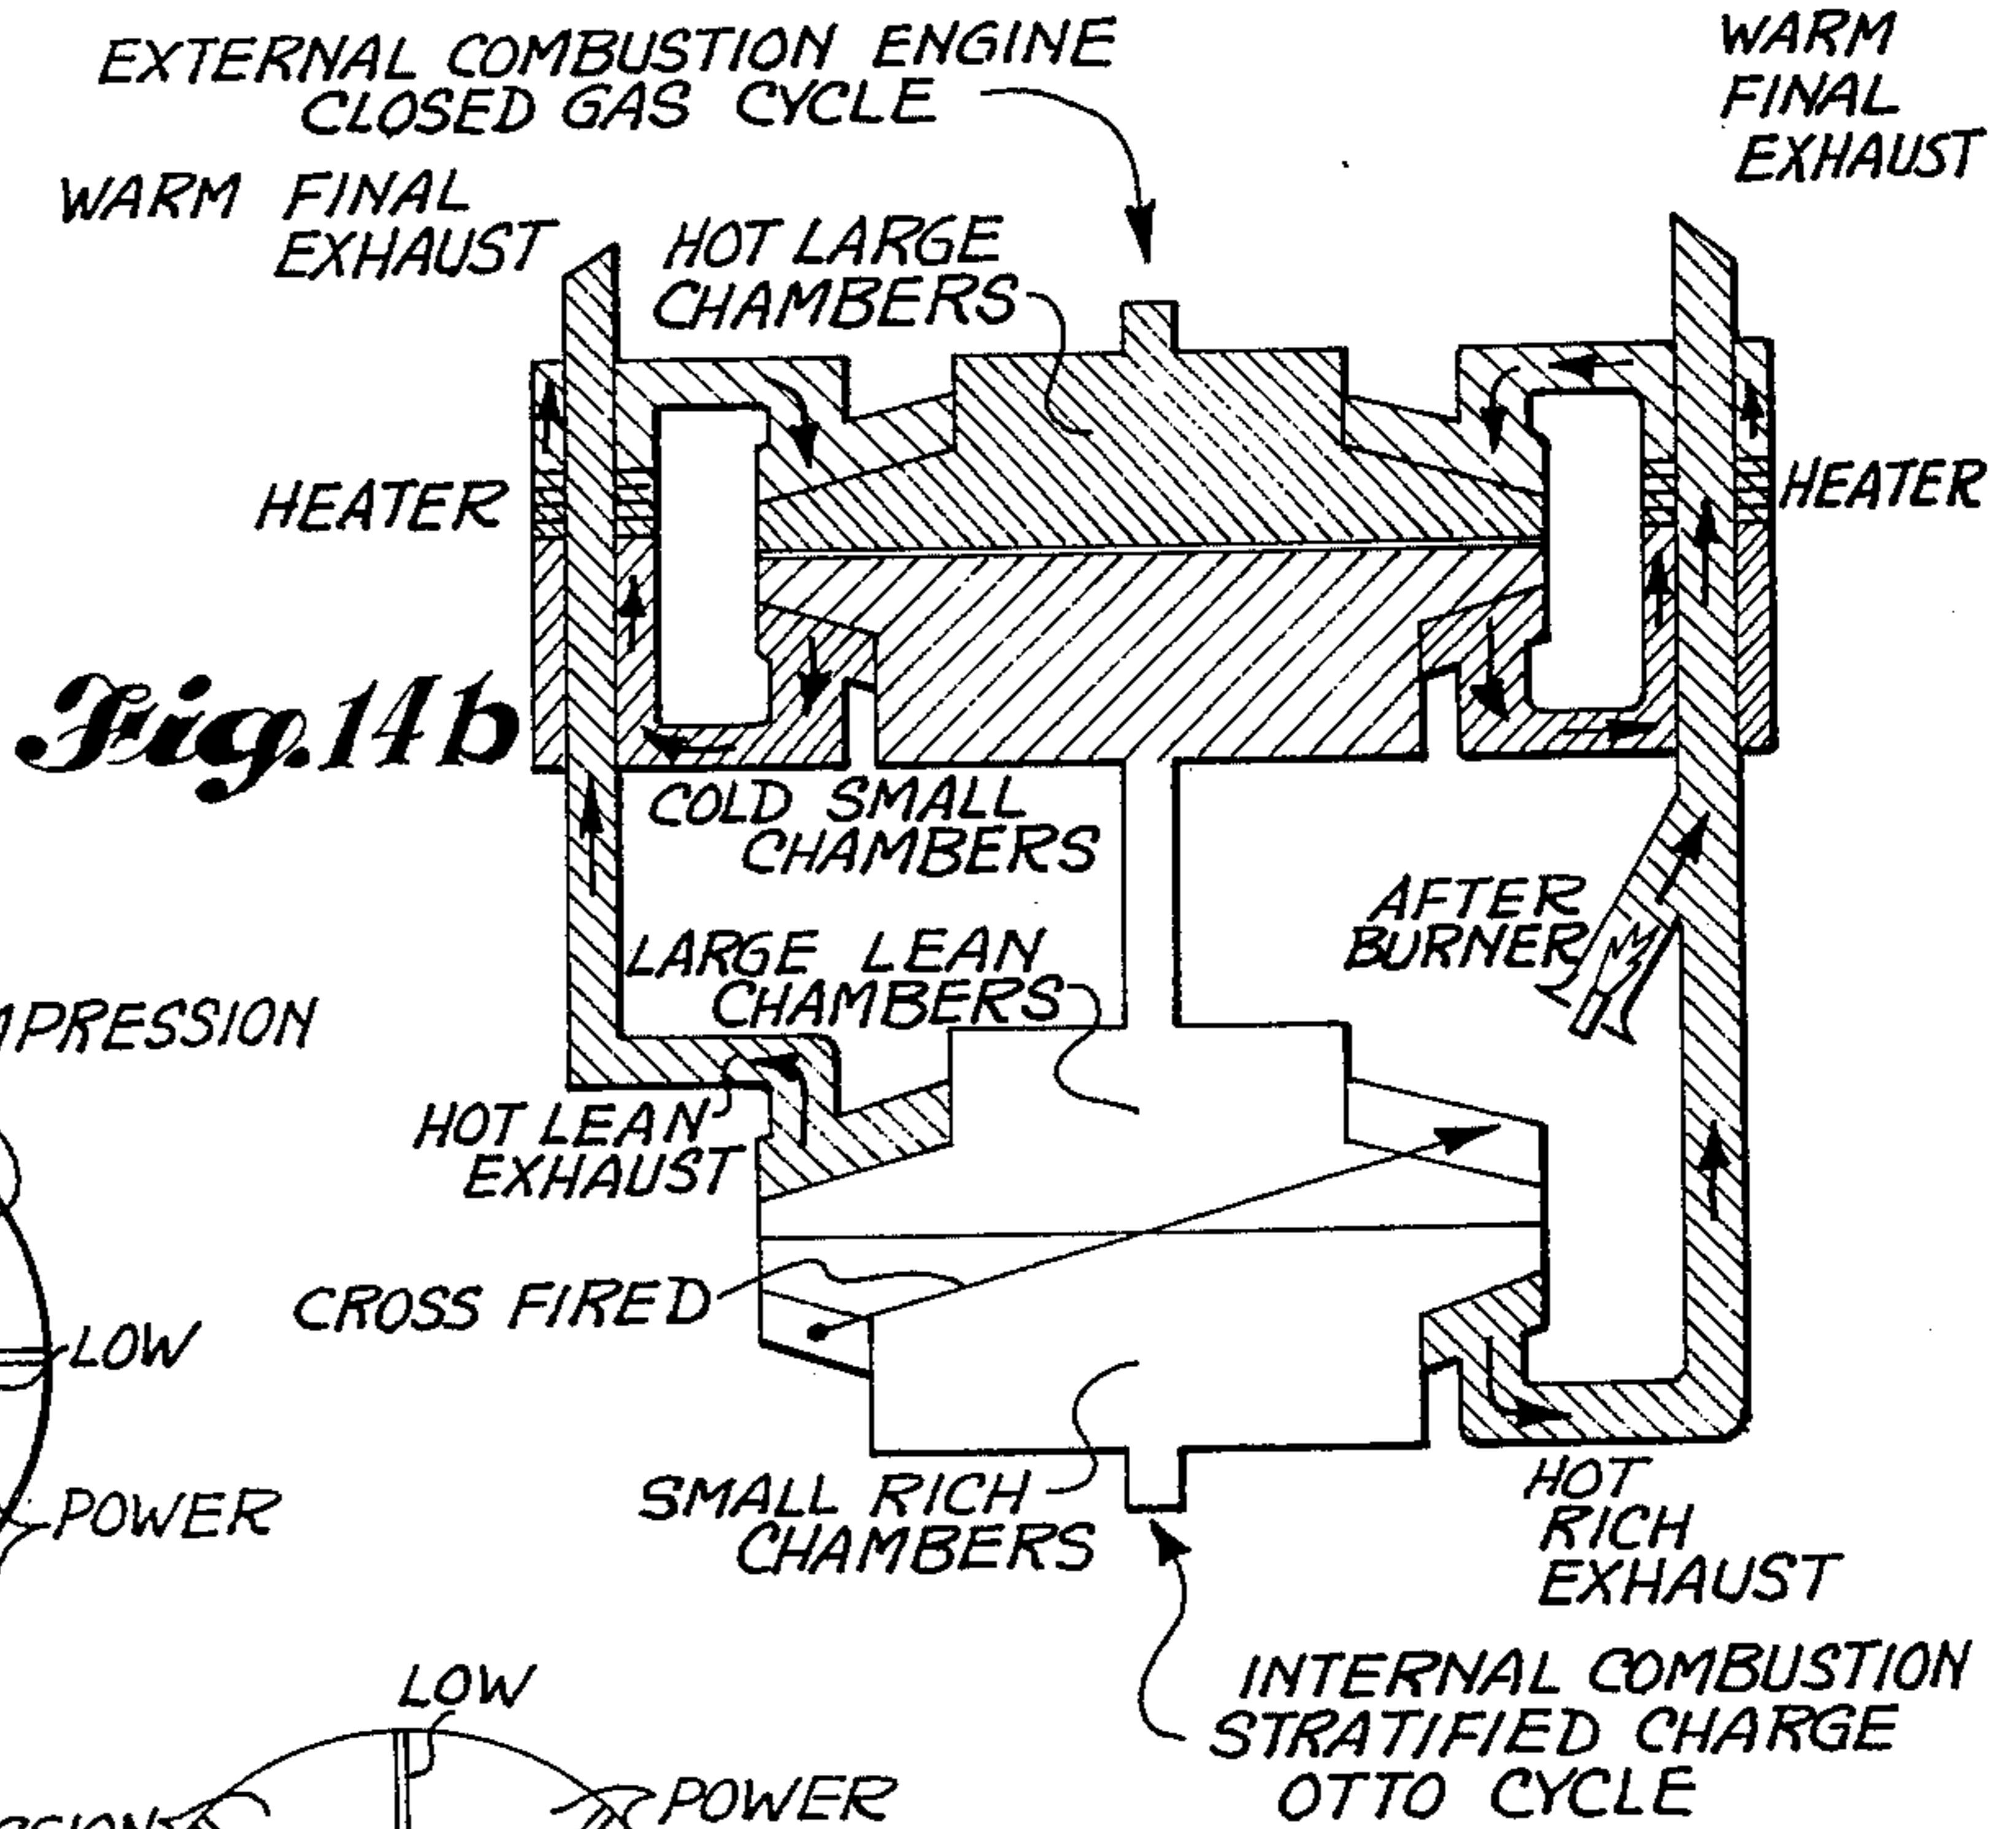 EXTERNAL COMBUSTION ENGINE
CLOSED GAS CYCLE
WARM
FINAL
EXHAUST
WARM FINAL
EXHAUST
HOT LARGE
CHAMBERS
HEATER
HEATER
Fig. 14b
COLD SMALL
CHAMBERS
AFTER
BURNER
LARGE LEAN
CHAMBERS
MPRESSION
HOT LEAN
EXHAUST
CROSS FIRED
LOW
POWER
SMALL RICH
CHAMBERS
HOT
RICH
EXHAUST
INTERNAL COMBUSTION
STRATIFIED CHARGE
OTTO CYCLE
LOW
POWER